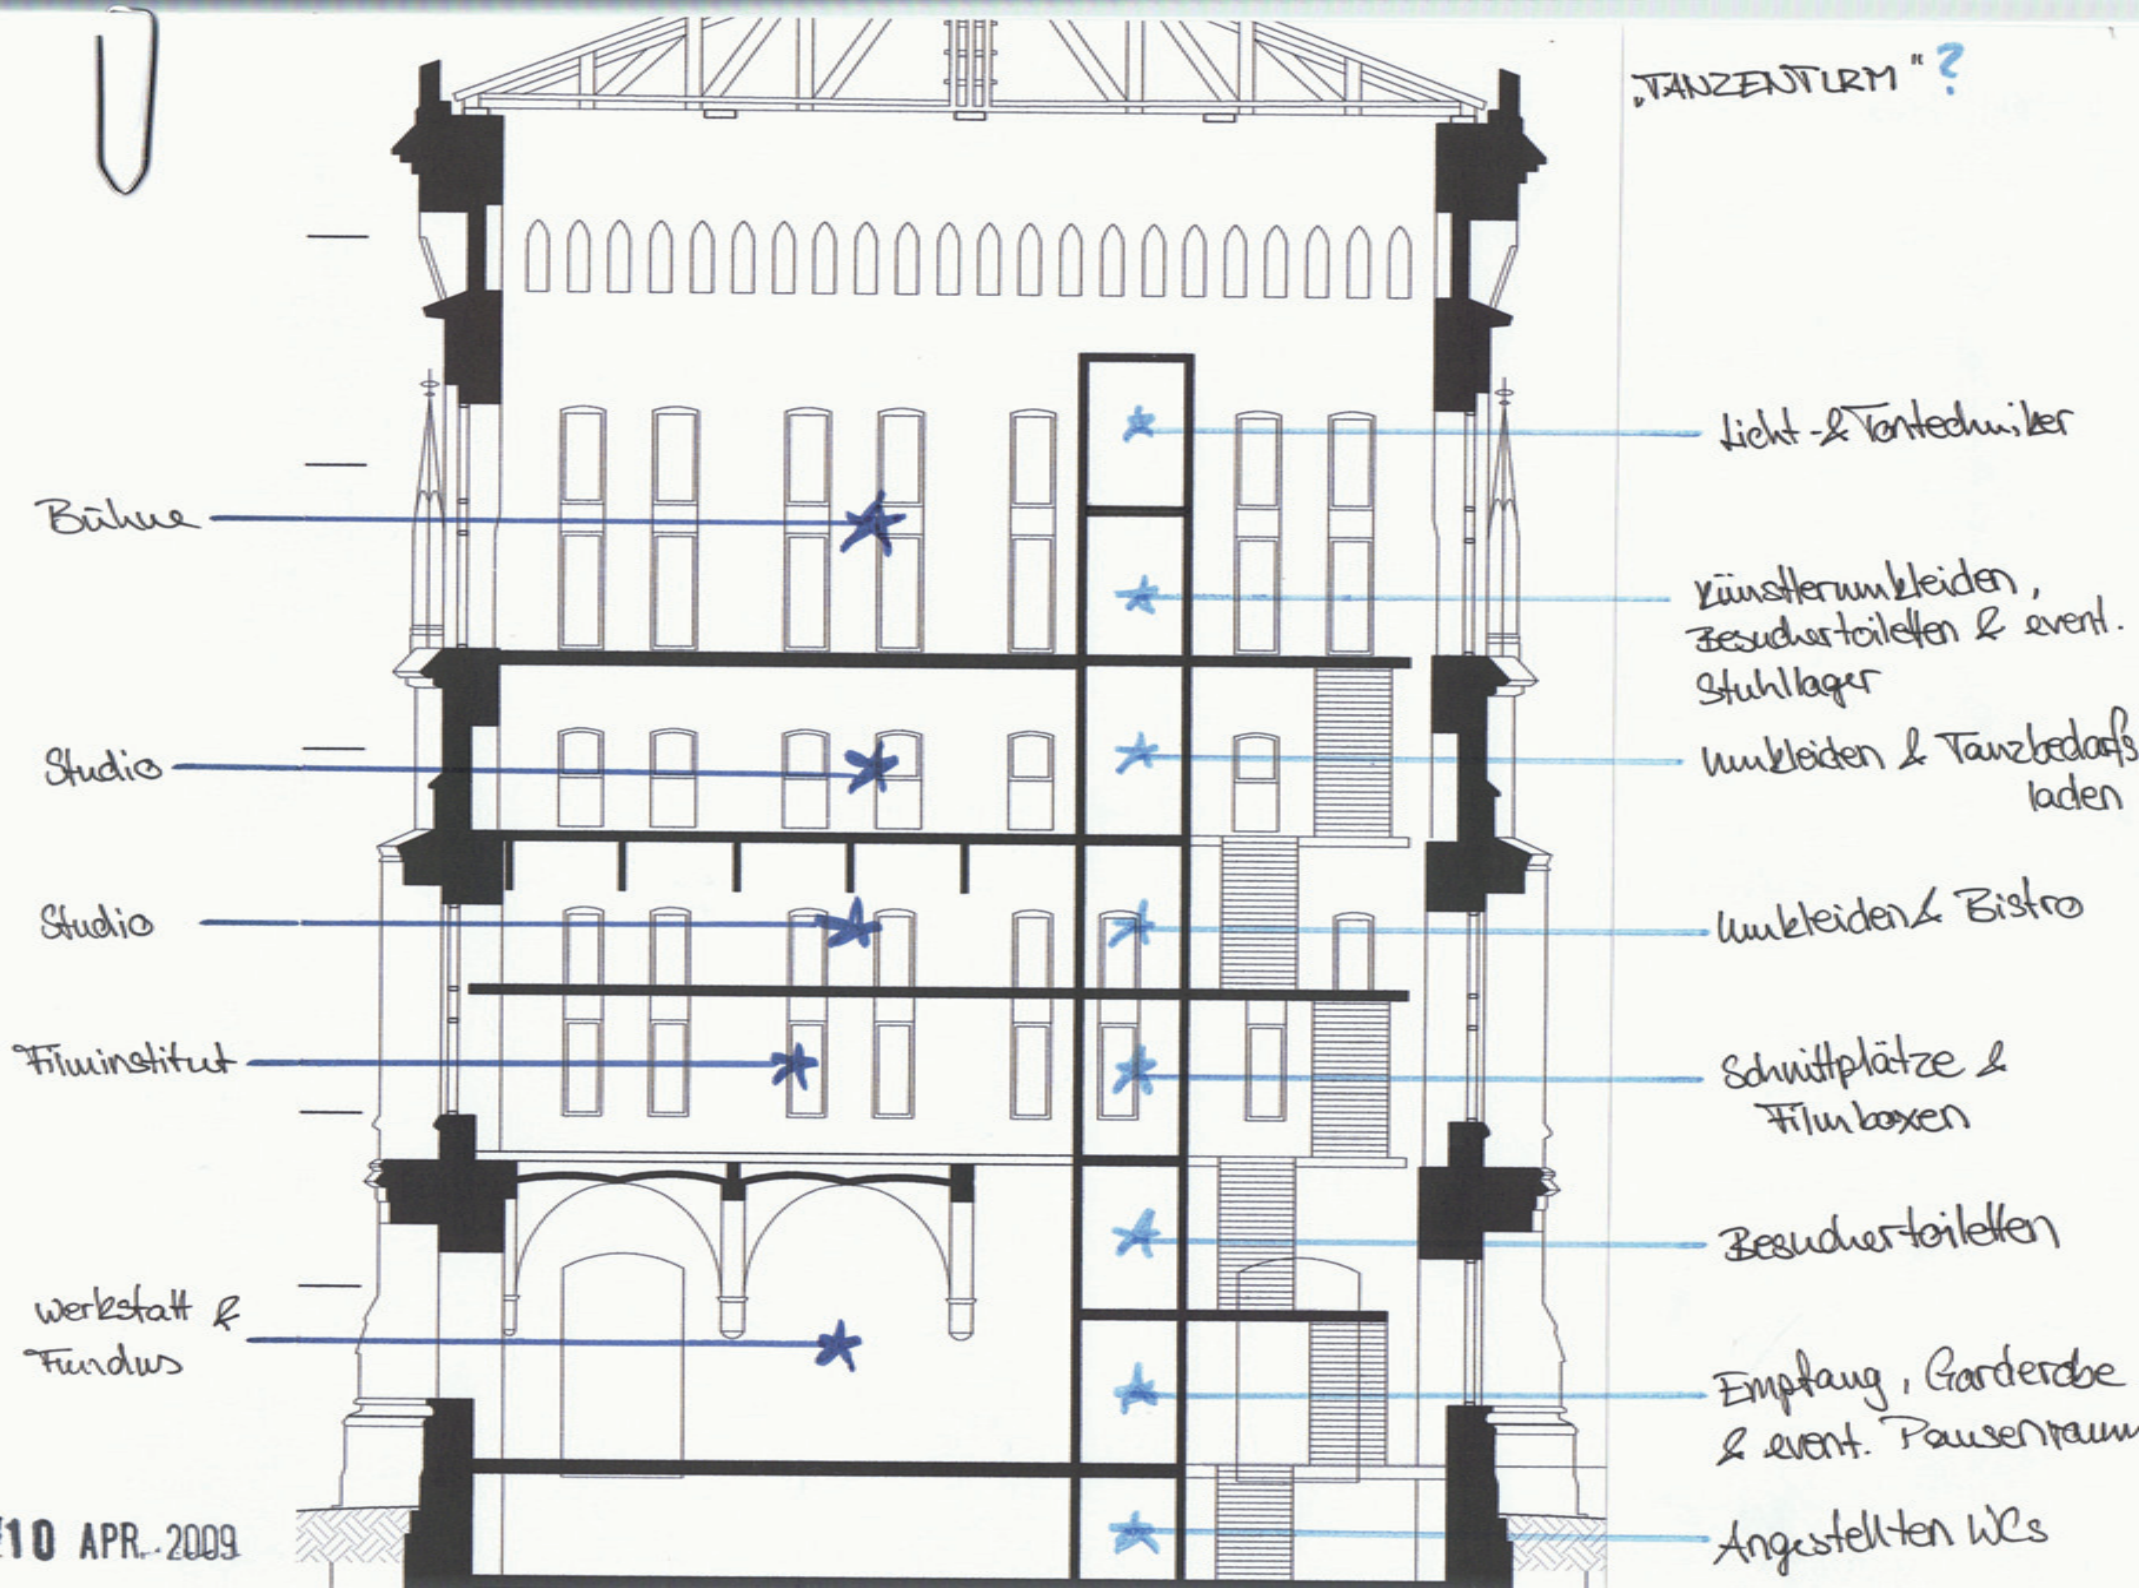 „TANZENTURM"?
Licht-&Tontechniker
Bühne
Künstlerumkleiden,
Besuchertoiletten & event.
Stuhllager
Studio
Umkleiden & Tanzbedarfs
laden
Studio
Umkleiden & Bistro
Filminstitut
Schnittplätze &
Filmboxen
Besuchertoiletten
Werkstatt &
Fundus
Empfang, Garderobe
& event. Pausenraum
Angestellten WCs
10 APR. 2009